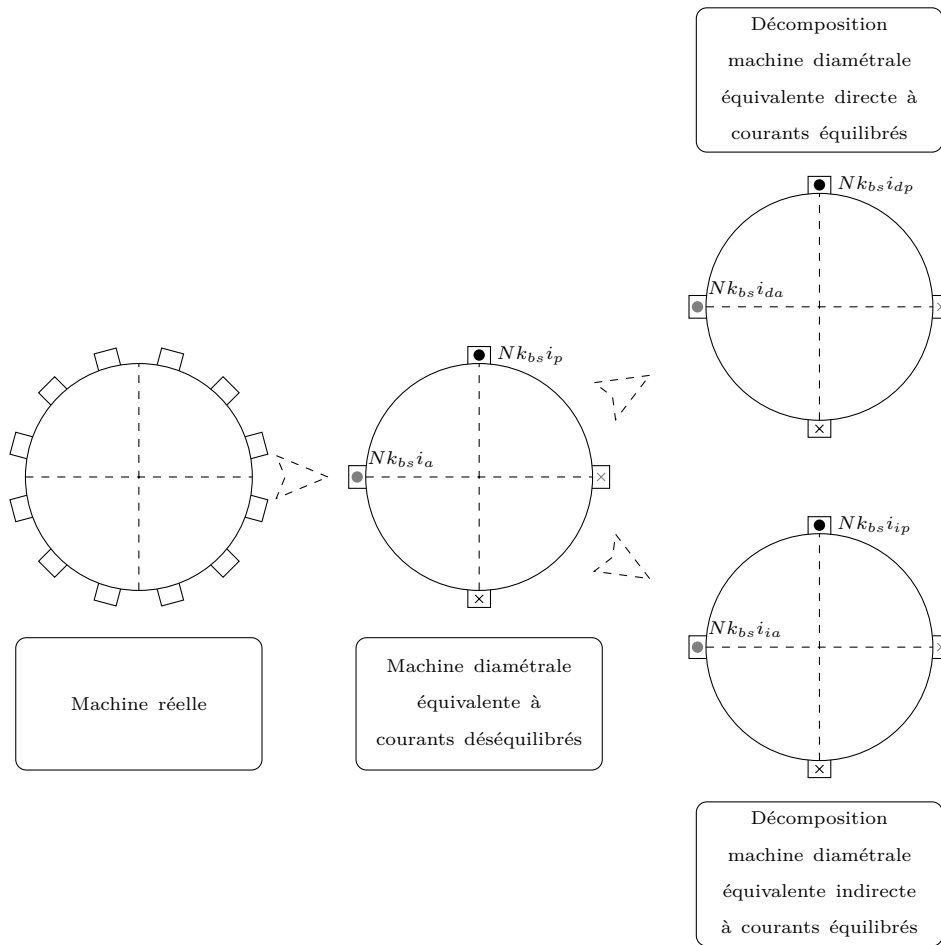 Décomposition
machine diamétrale
équivalente directe à
courants équilibrés
Nk_{bs}i_{dp}
Nk_{bs}i_{da}
Nk_{bs}i_p
Nk_{bs}i_a
Nk_{bs}i_{ip}
Nk_{bs}i_{ia}
Machine réelle
Machine diamétrale
équivalente à
courants déséquilibrés
Décomposition
machine diamétrale
équivalente indirecte
à courants équilibrés